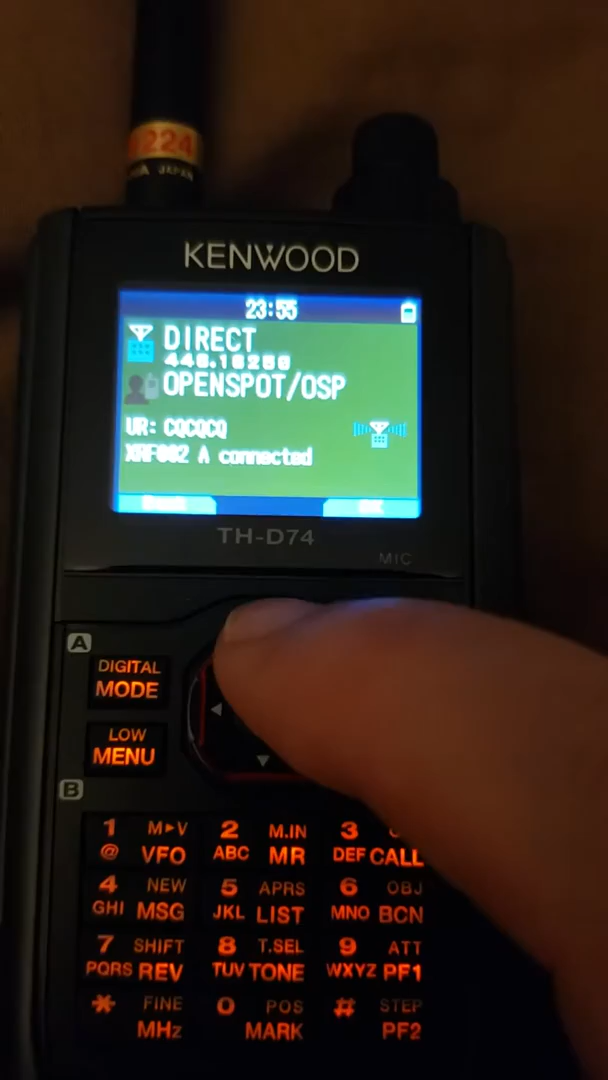 224
JAPAN
KENWOOD
23:55
DIRECT
OPENSPOT/OSP
UR: CQCQCQ
XRF002 A connected
TH-D74
MIC
A
DIGITAL
MODE
LOW
MENU
B
1 M►V 2 M.IN 3
@ VFO ABC MR DEF CALL
4 NEW 5 APRS 6 OBJ
GHI MSG JKL LIST MNO BCN
7 SHIFT 8 T.SEL 9 ATT
PQRS REV TUV TONE WXYZ PF1
* FINE 0 POS # STEP
MHz MARK PF2